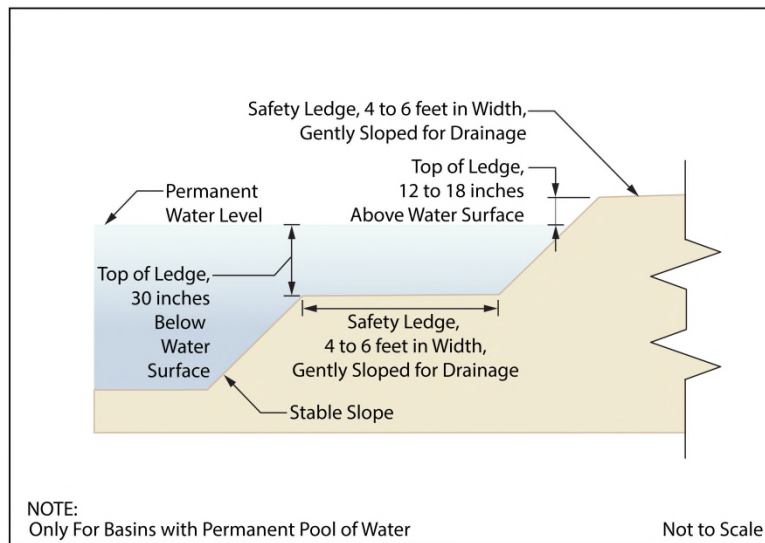 Safety Ledge, 4 to 6 feet in Width,
Gently Sloped for Drainage
Top of Ledge,
12 to 18 inches
Above Water Surface
Permanent
Water Level
Top of Ledge,
30 inches
Below
Water
Surface
Safety Ledge,
4 to 6 feet in Width,
Gently Sloped for Drainage
Stable Slope
NOTE:
Only For Basins with Permanent Pool of Water
Not to Scale